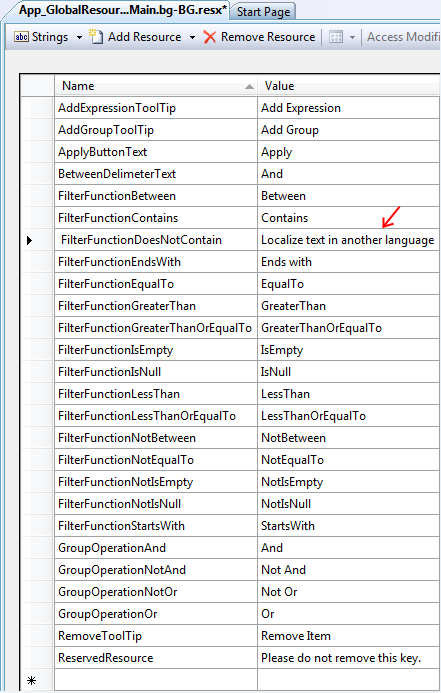 App_GlobalResour...Main.bg-BG.resx* Start Page
abc Strings Add Resource Remove Resource Access Modifi
Name Value
AddExpressionToolTip Add Expression
AddGroupToolTip Add Group
ApplyButtonText Apply
BetweenDelimeterText And
FilterFunctionBetween Between
FilterFunctionContains Contains
FilterFunctionDoesNotContain Localize text in another language
FilterFunctionEndsWith Ends with
FilterFunctionEqualTo EqualTo
FilterFunctionGreaterThan GreaterThan
FilterFunctionGreaterThanOrEqualTo GreaterThanOrEqualTo
FilterFunctionIsEmpty IsEmpty
FilterFunctionIsNull IsNull
FilterFunctionLessThan LessThan
FilterFunctionLessThanOrEqualTo LessThanOrEqualTo
FilterFunctionNotBetween NotBetween
FilterFunctionNotEqualTo NotEqualTo
FilterFunctionNotIsEmpty NotIsEmpty
FilterFunctionNotIsNull NotIsNull
FilterFunctionStartsWith StartsWith
GroupOperationAnd And
GroupOperationNotAnd Not And
GroupOperationNotOr Not Or
GroupOperationOr Or
RemoveToolTip Remove Item
ReservedResource Please do not remove this key.